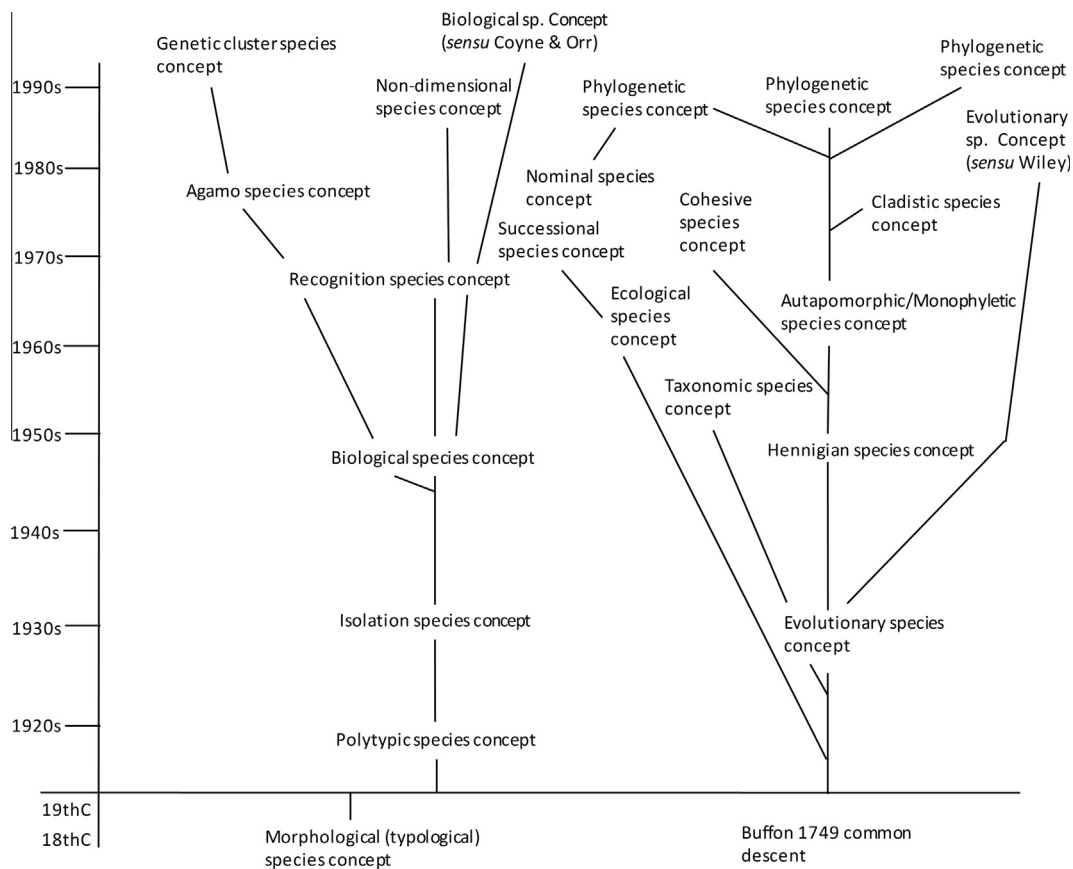 Biological sp. Concept
(sensu Coyne & Orr)
Genetic cluster species
concept
Phylogenetic
species concept
1990s
Non-dimensional
species concept
Phylogenetic
species concept
Phylogenetic
species concept
Evolutionary
sp. Concept
(sensu Wiley)
1980s
Agamo species concept
Nominal species
concept
Cohesive
species
concept
Cladistic species
concept
Successional
species concept
1970s
Recognition species concept
Ecological
species
concept
Autapomorphic/Monophyletic
species concept
1960s
Taxonomic species
concept
1950s
Biological species concept
Hennigian species concept
1940s
1930s
Isolation species concept
Evolutionary species
concept
1920s
Polytypic species concept
19thC
18thC
Morphological (typological)
species concept
Buffon 1749 common
descent